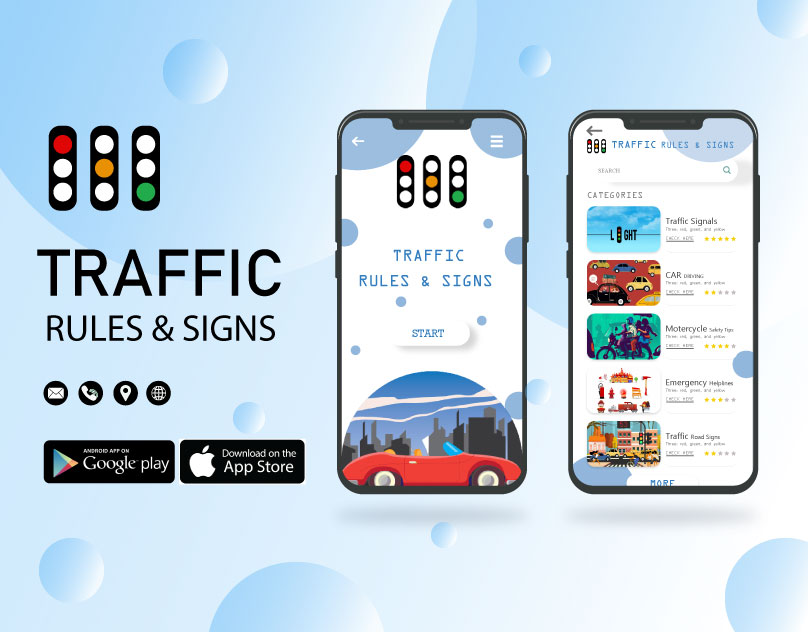 TRAFFIC
RULES & SIGNS
ANDROID APP ON
Google play
Download on the
App Store
TRAFFIC
RULES & SIGNS
START
TRAFFIC RULES & SIGNS
SEARCH
CATEGORIES
L GHT
Traffic Signals
Three: red, green, and yellow
CHECK HERE
CAR DRIVING
Three: red, green, and yellow
CHECK HERE
Motercycle Safety Tips
Three: red, green, and yellow
CHECK HERE
Emergency Helplines
Three: red, green, and yellow
CHECK HERE
Traffic Road Signs
Three: red, green, and yellow
CHECK HERE
MORE